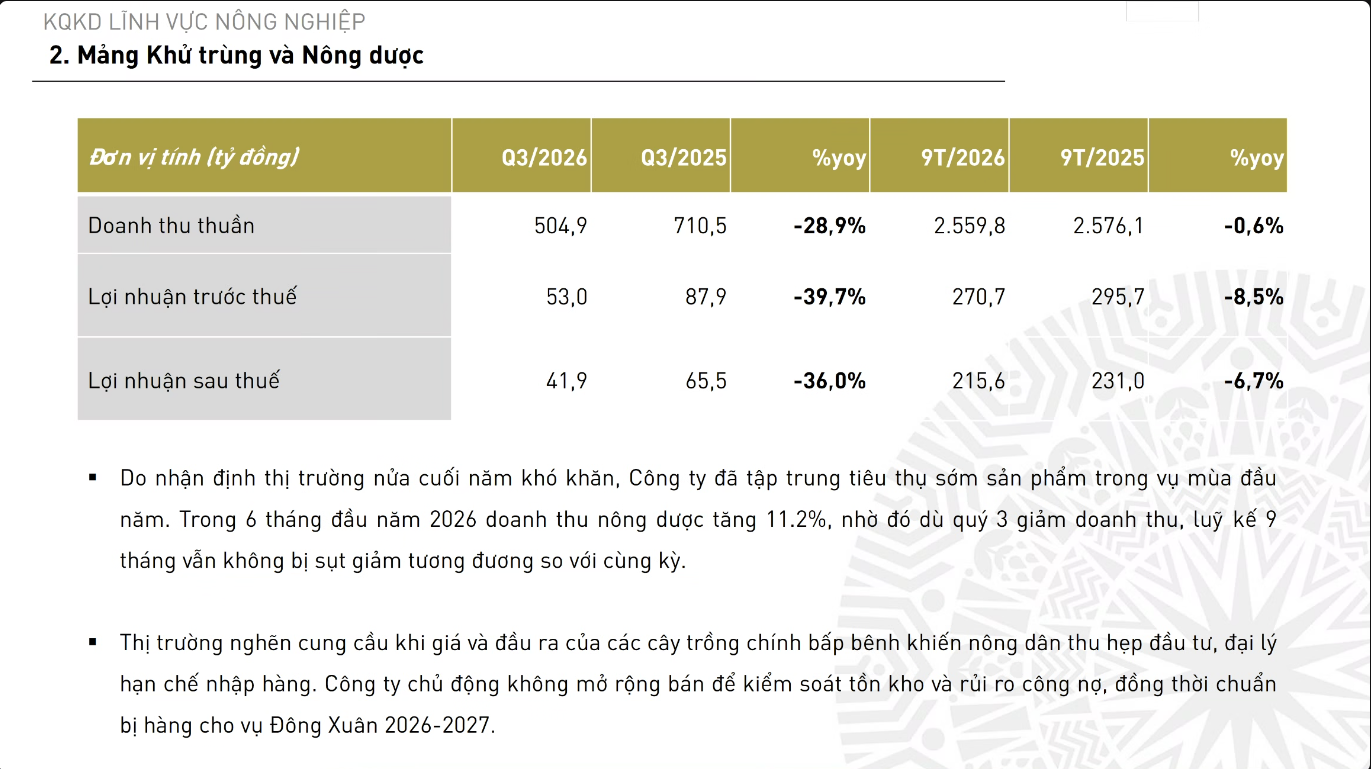 KQKD LĨNH VỰC NÔNG NGHIỆP
2. Mảng Khử trùng và Nông dược
Đơn vị tính (tỷ đồng) Q3/2026 Q3/2025 %yoy 9T/2026 9T/2025 %yoy
Doanh thu thuần 504,9 710,5 -28,9% 2.559,8 2.576,1 -0,6%
Lợi nhuận trước thuế 53,0 87,9 -39,7% 270,7 295,7 -8,5%
Lợi nhuận sau thuế 41,9 65,5 -36,0% 215,6 231,0 -6,7%
▪ Do nhận định thị trường nửa cuối năm khó khăn, Công ty đã tập trung tiêu thụ sớm sản phẩm trong vụ mùa đầu
năm. Trong 6 tháng đầu năm 2026 doanh thu nông dược tăng 11.2%, nhờ đó dù quý 3 giảm doanh thu, luỹ kế 9
tháng vẫn không bị sụt giảm tương đương so với cùng kỳ.
▪ Thị trường nghẽn cung cầu khi giá và đầu ra của các cây trồng chính bấp bênh khiến nông dân thu hẹp đầu tư, đại lý
hạn chế nhập hàng. Công ty chủ động không mở rộng bán để kiểm soát tồn kho và rủi ro công nợ, đồng thời chuẩn
bị hàng cho vụ Đông Xuân 2026-2027.